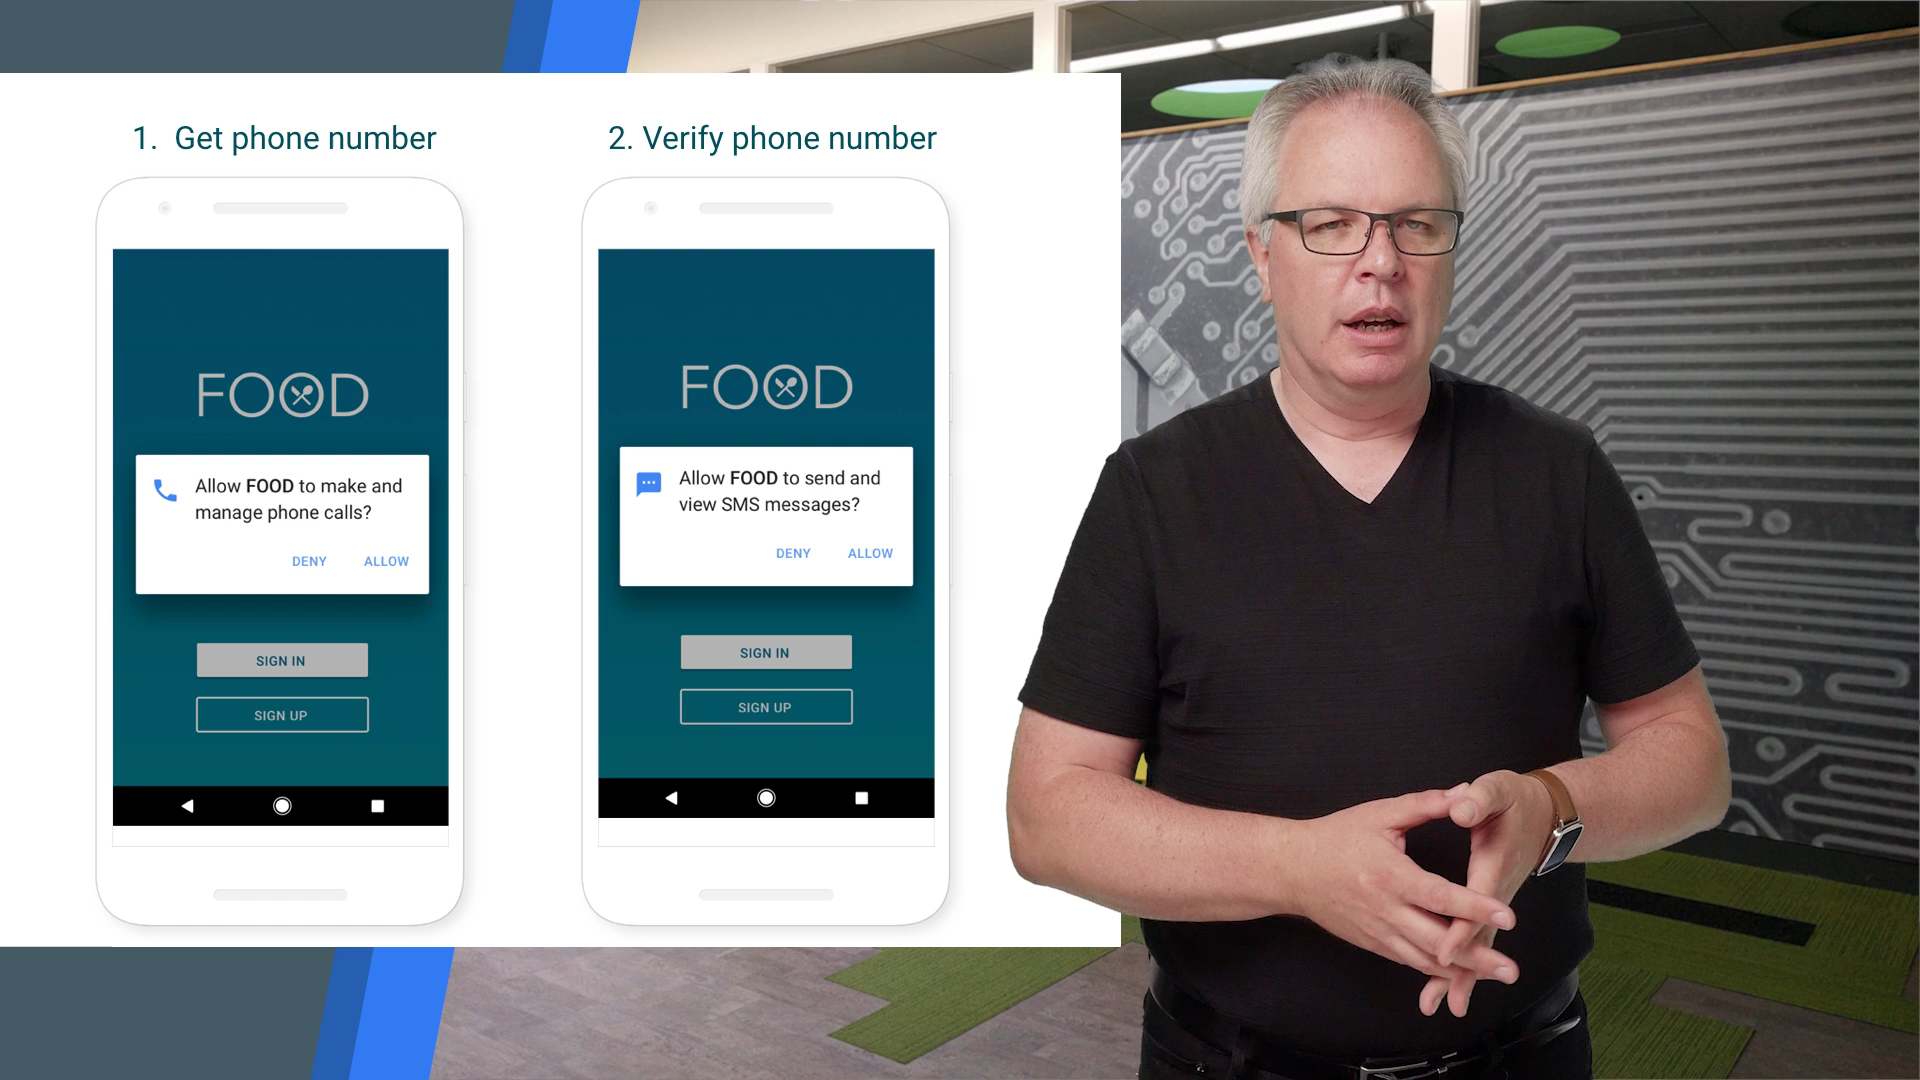 1. Get phone number
FOOD
Allow FOOD to make and
manage phone calls?
DENY ALLOW
SIGN IN
SIGN UP
2. Verify phone number
FOOD
Allow FOOD to send and
view SMS messages?
DENY ALLOW
SIGN IN
SIGN UP